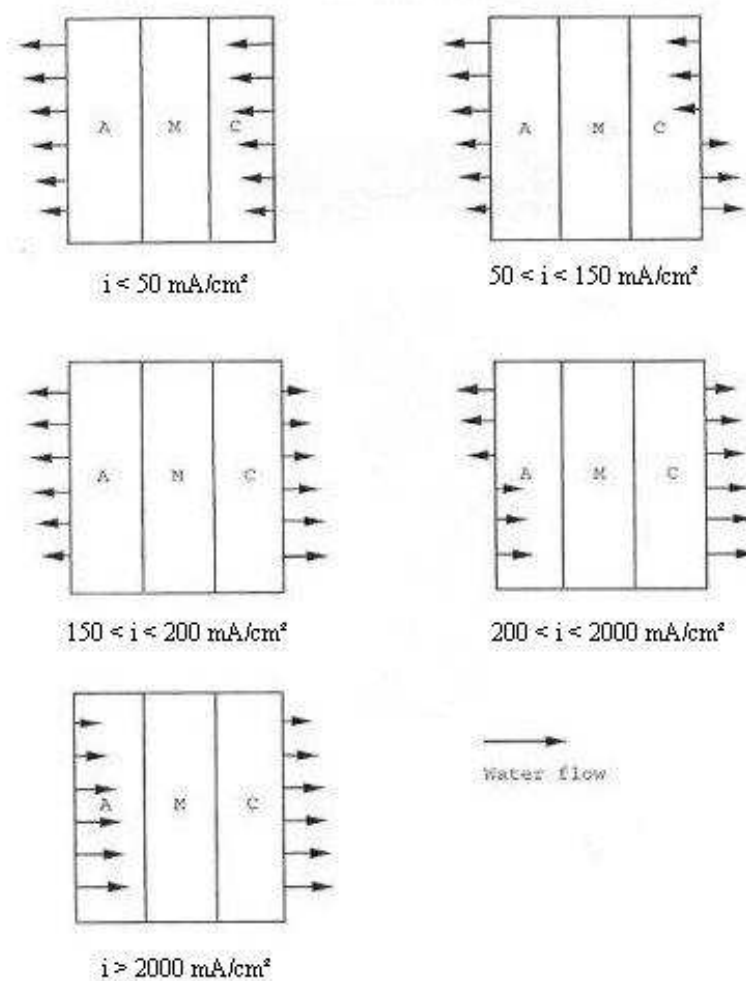 A M C
A M C
i < 50 mA/cm²
50 < i < 150 mA/cm²
A M C
A M C
150 < i < 200 mA/cm²
200 < i < 2000 mA/cm²
A M C
Water flow
i > 2000 mA/cm²